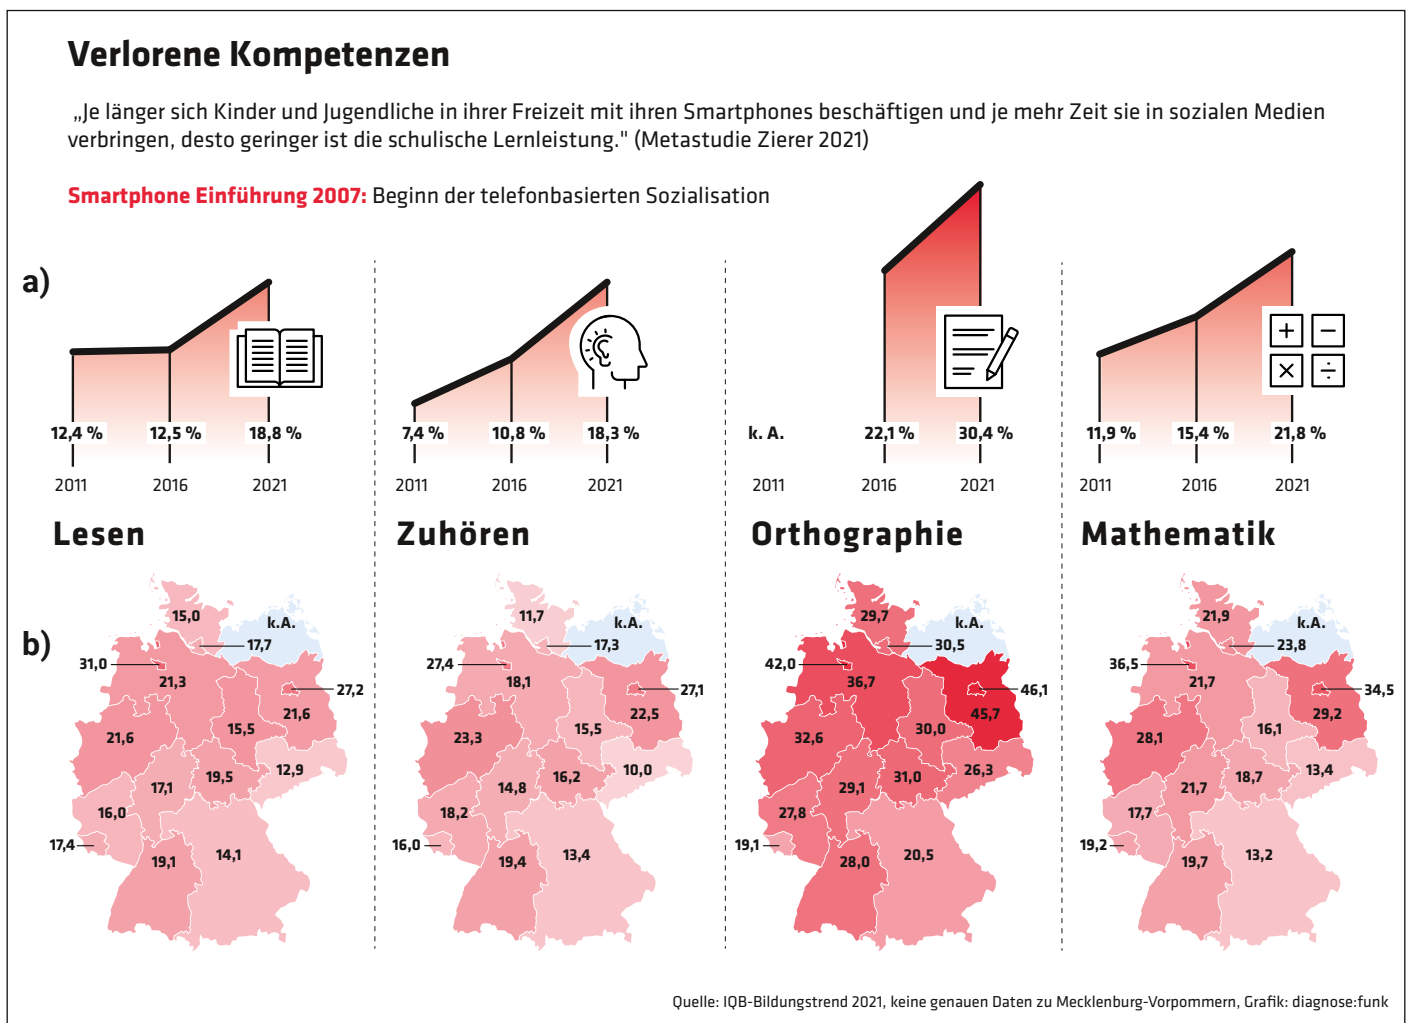 Verlorene Kompetenzen
„Je länger sich Kinder und Jugendliche in ihrer Freizeit mit ihren Smartphones beschäftigen und je mehr Zeit sie in sozialen Medien
verbringen, desto geringer ist die schulische Lernleistung." (Metastudie Zierer 2021)
Smartphone Einführung 2007: Beginn der telefonbasierten Sozialisation
a)
12,4 % 12,5 % 18,8 %
2011 2016 2021
Lesen
7,4 % 10,8 % 18,3 %
2011 2016 2021
Zuhören
k. A. 22,1 % 30,4 %
2011 2016 2021
Orthographie
+ −
× ÷
11,9 % 15,4 % 21,8 %
2011 2016 2021
Mathematik
b)
15,0
k.A.
17,7
31,0
21,3
27,2
21,6
15,5
21,6
12,9
19,5
17,1
16,0
17,4
19,1
14,1
11,7
k.A.
17,3
27,4
18,1
27,1
22,5
15,5
23,3
10,0
16,2
14,8
18,2
16,0
19,4
13,4
29,7
k.A.
30,5
42,0
36,7
46,1
45,7
30,0
32,6
26,3
31,0
29,1
27,8
19,1
28,0
20,5
21,9
k.A.
23,8
36,5
21,7
34,5
29,2
16,1
28,1
13,4
18,7
21,7
17,7
19,2
19,7
13,2
Quelle: IQB-Bildungstrend 2021, keine genauen Daten zu Mecklenburg-Vorpommern, Grafik: diagnose:funk